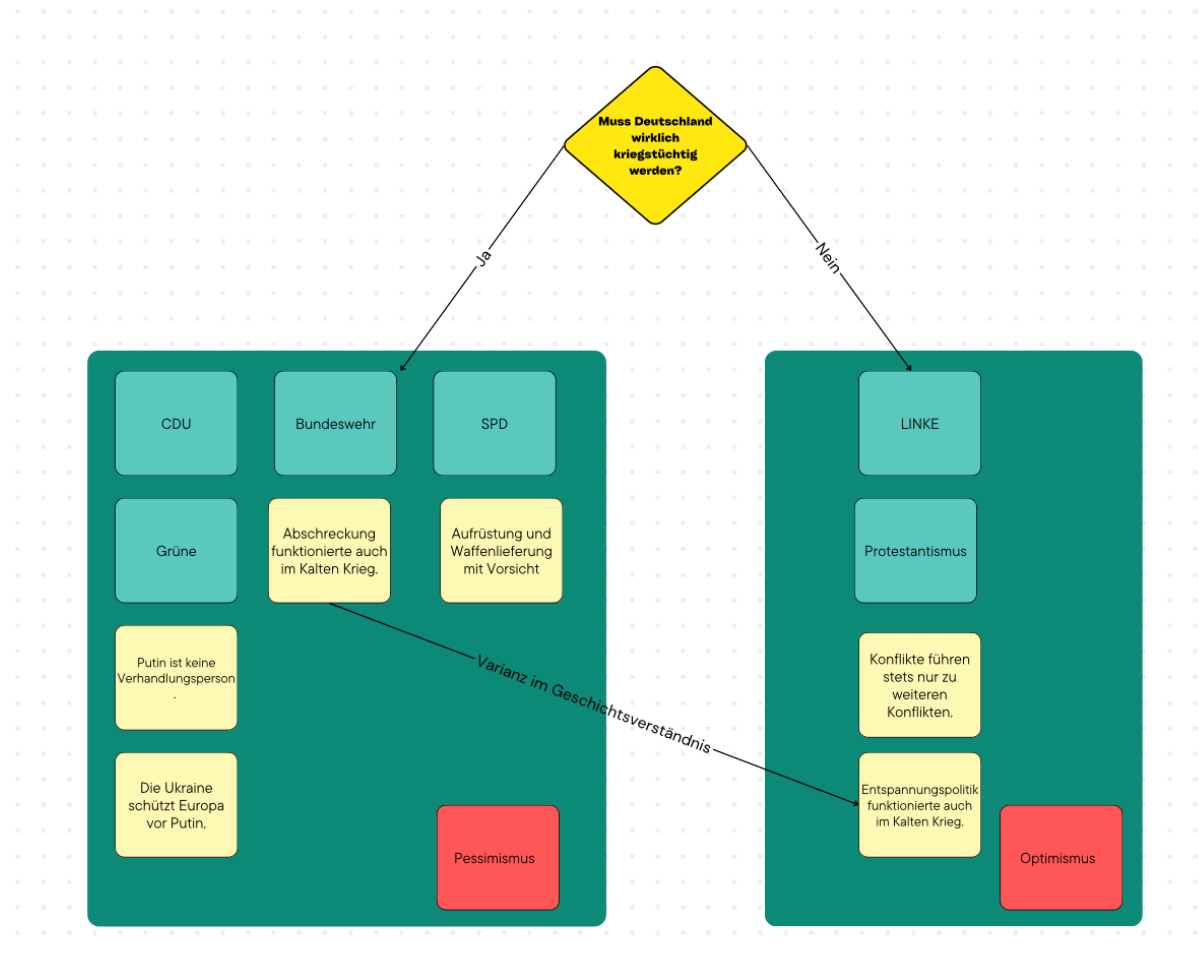 Muss Deutschland
wirklich
kriegstüchtig
werden?
Ja
Nein
CDU
Bundeswehr
SPD
Grüne
Abschreckung
funktionierte auch
im Kalten Krieg.
Aufrüstung und
Waffenlieferung
mit Vorsicht
Putin ist keine
Verhandlungsperson
.
Die Ukraine
schützt Europa
vor Putin.
Pessimismus
Varianz im Geschichtsverständnis
LINKE
Protestantismus
Konflikte führen
stets nur zu
weiteren
Konflikten.
Entspannungspolitik
funktionierte auch
im Kalten Krieg.
Optimismus